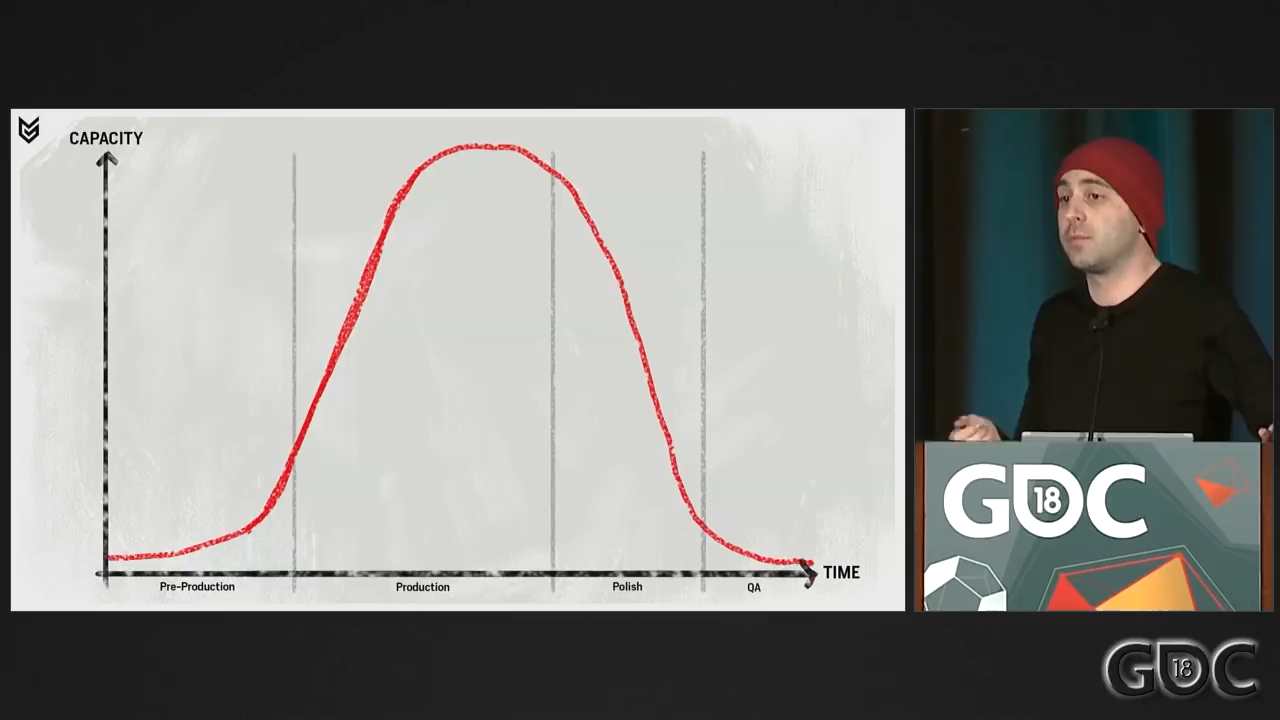 CAPACITY
TIME
Pre-Production
Production
Polish
QA
GDC
18
GDC
18